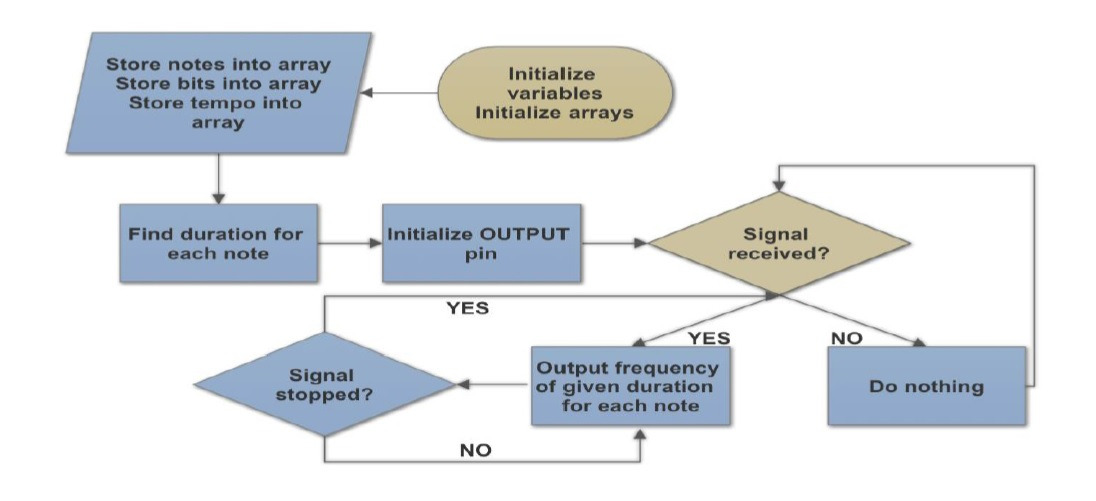 Store notes into array
Store bits into array
Store tempo into
array
Initialize
variables
Initialize arrays
Find duration for
each note
Initialize OUTPUT
pin
Signal
received?
YES
YES
NO
Signal
stopped?
Output frequency
of given duration
for each note
Do nothing
NO